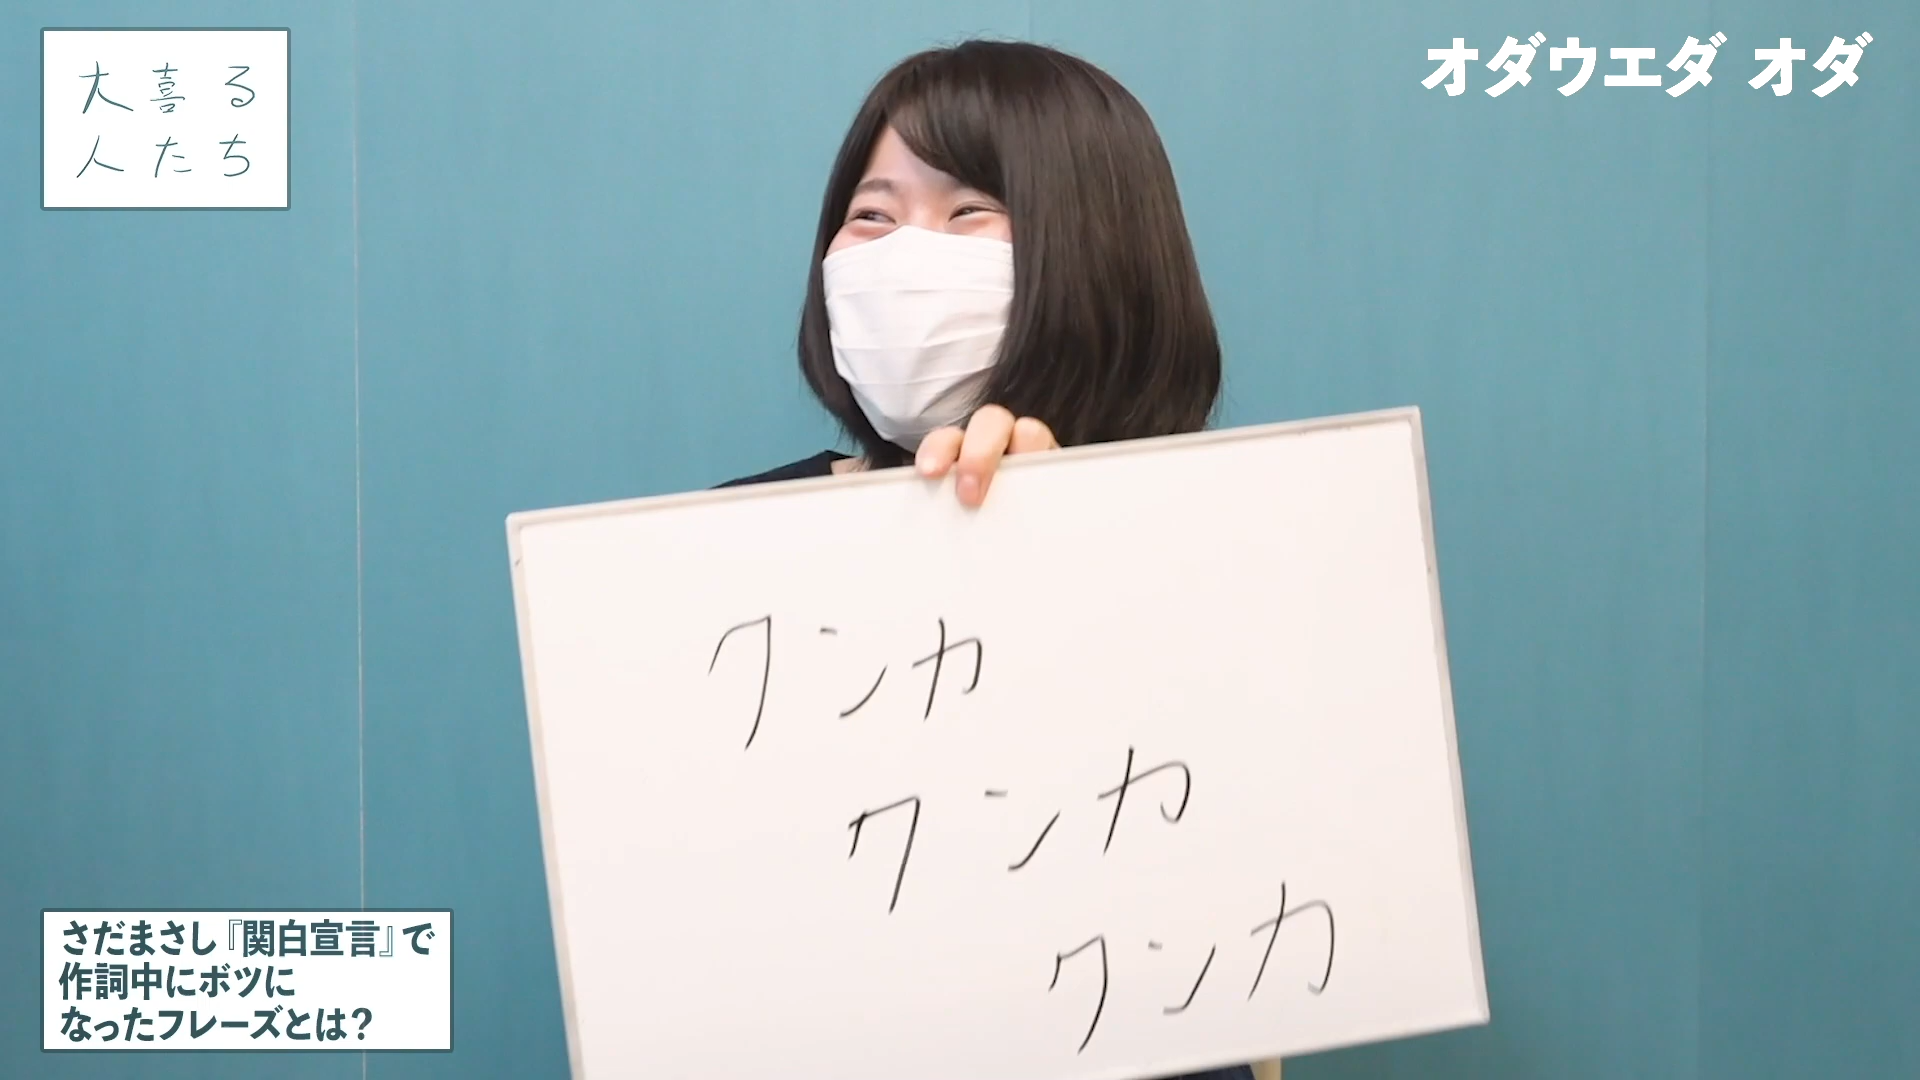 大喜る
人たち
オダウエダ オダ
クンカ
クンカ
クンカ
さだまさし『関白宣言』で
作詞中にボツに
なったフレーズとは?